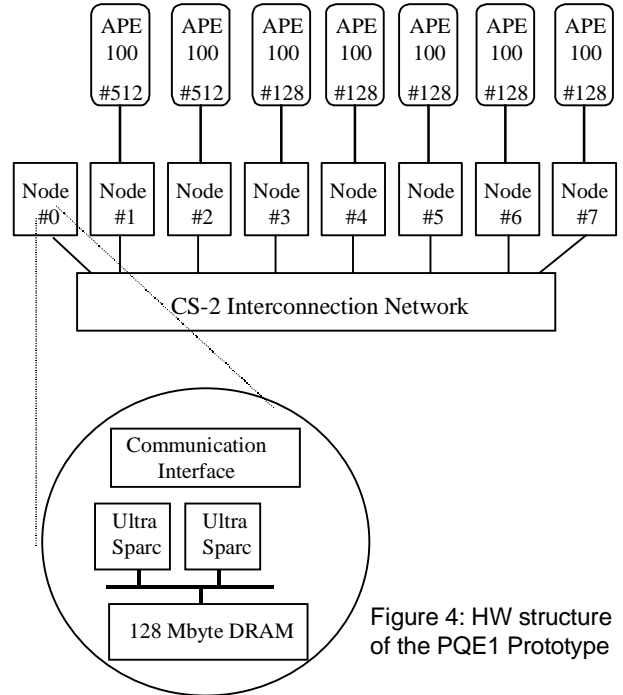 APE APE APE APE APE APE APE
100 100 100 100 100 100 100
#512 #512 #128 #128 #128 #128 #128
Node Node Node Node Node Node Node Node
#0 #1 #2 #3 #4 #5 #6 #7
CS-2 Interconnection Network
Communication
Interface
Ultra Ultra
Sparc Sparc
128 Mbyte DRAM
Figure 4: HW structure
of the PQE1 Prototype